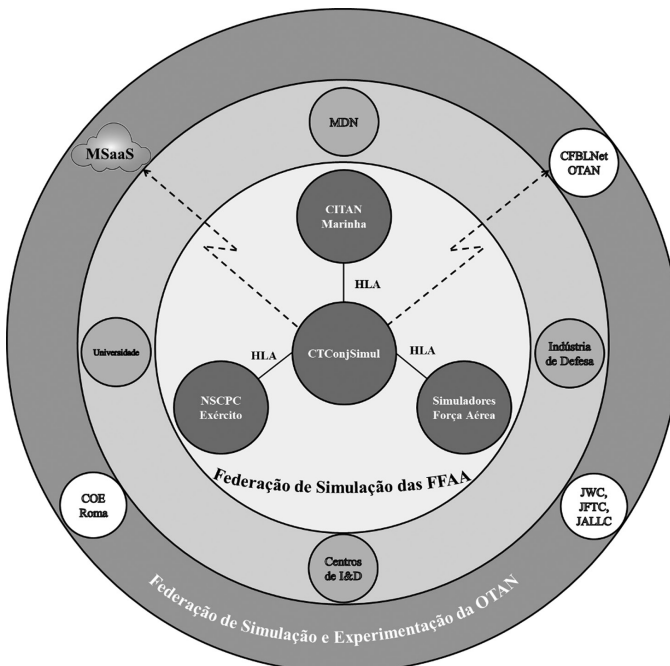 MDN
MSaaS
CFBLNet
OTAN
CITAN
Marinha
HLA
Universidade
CTConjSimul
Indústria
de Defesa
HLA
HLA
NSCPC
Exército
Simuladores
Força Aérea
Federação de Simulação das FFAA
COE
Roma
JWC,
JFTC,
JALLC
Centros
de I&D
Federação de Simulação e Experimentação da OTAN